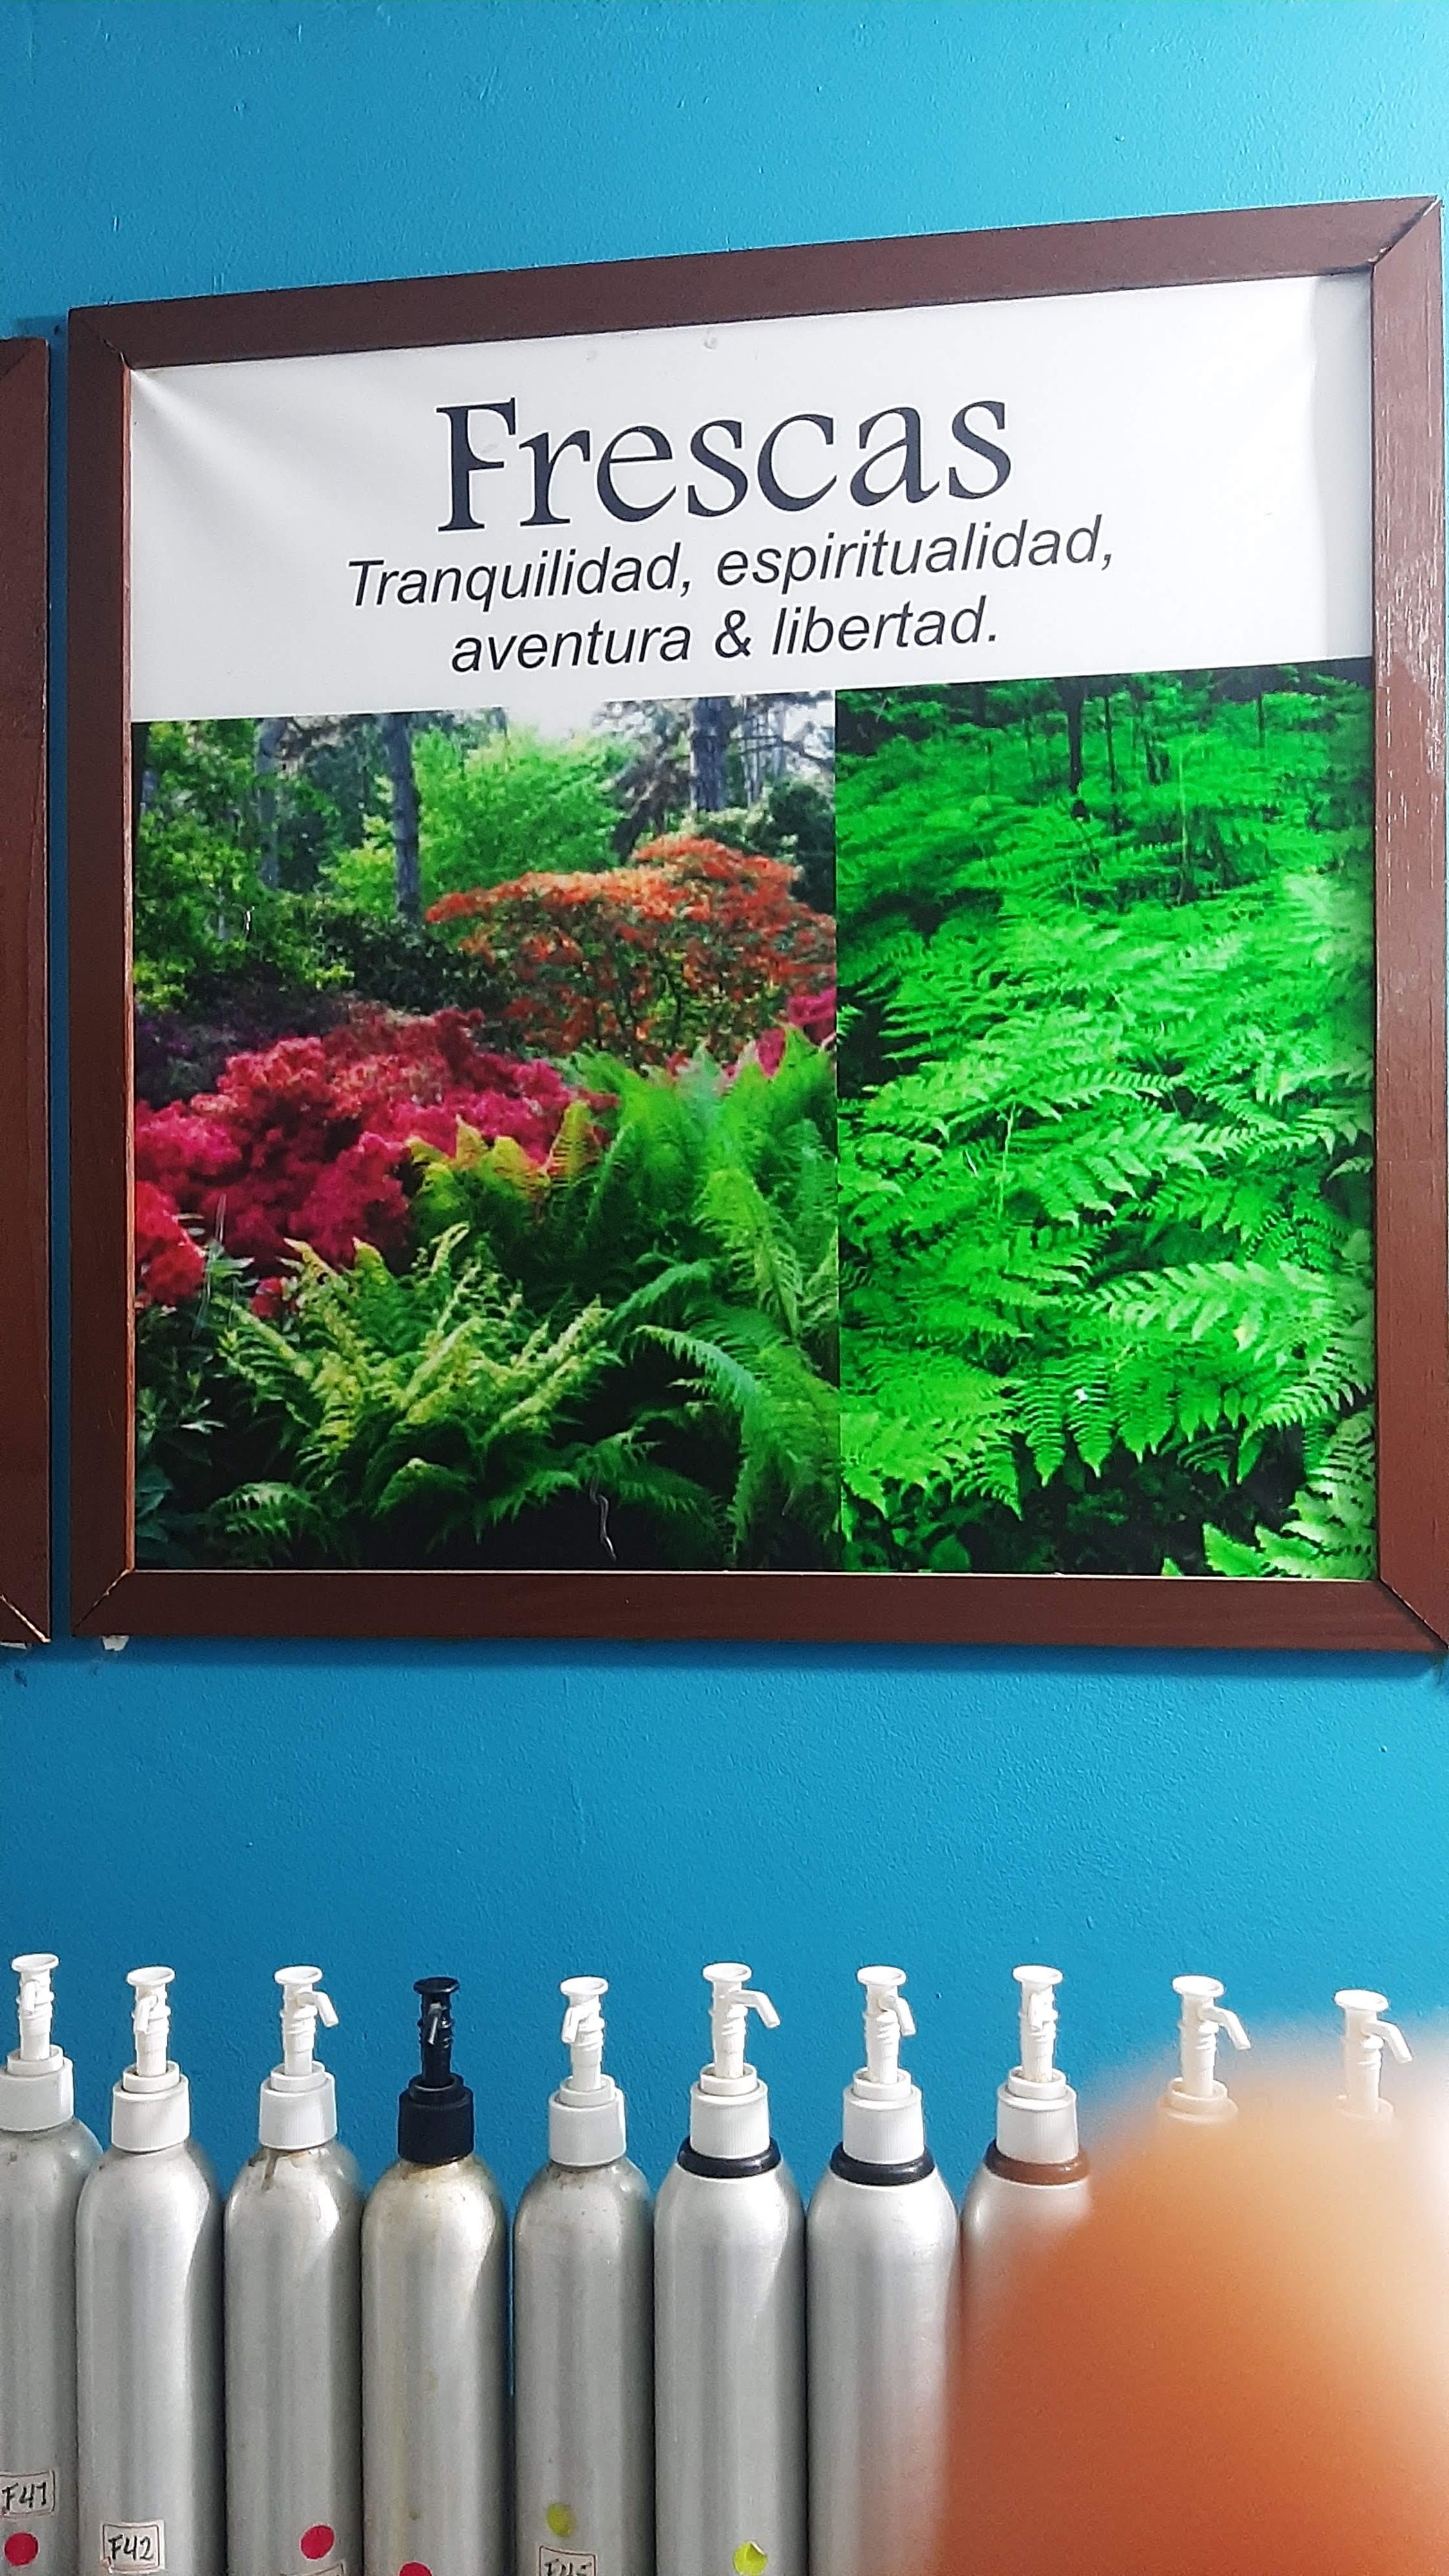 Frescas
Tranquilidad, espiritualidad,
aventura & libertad.
F41
F42